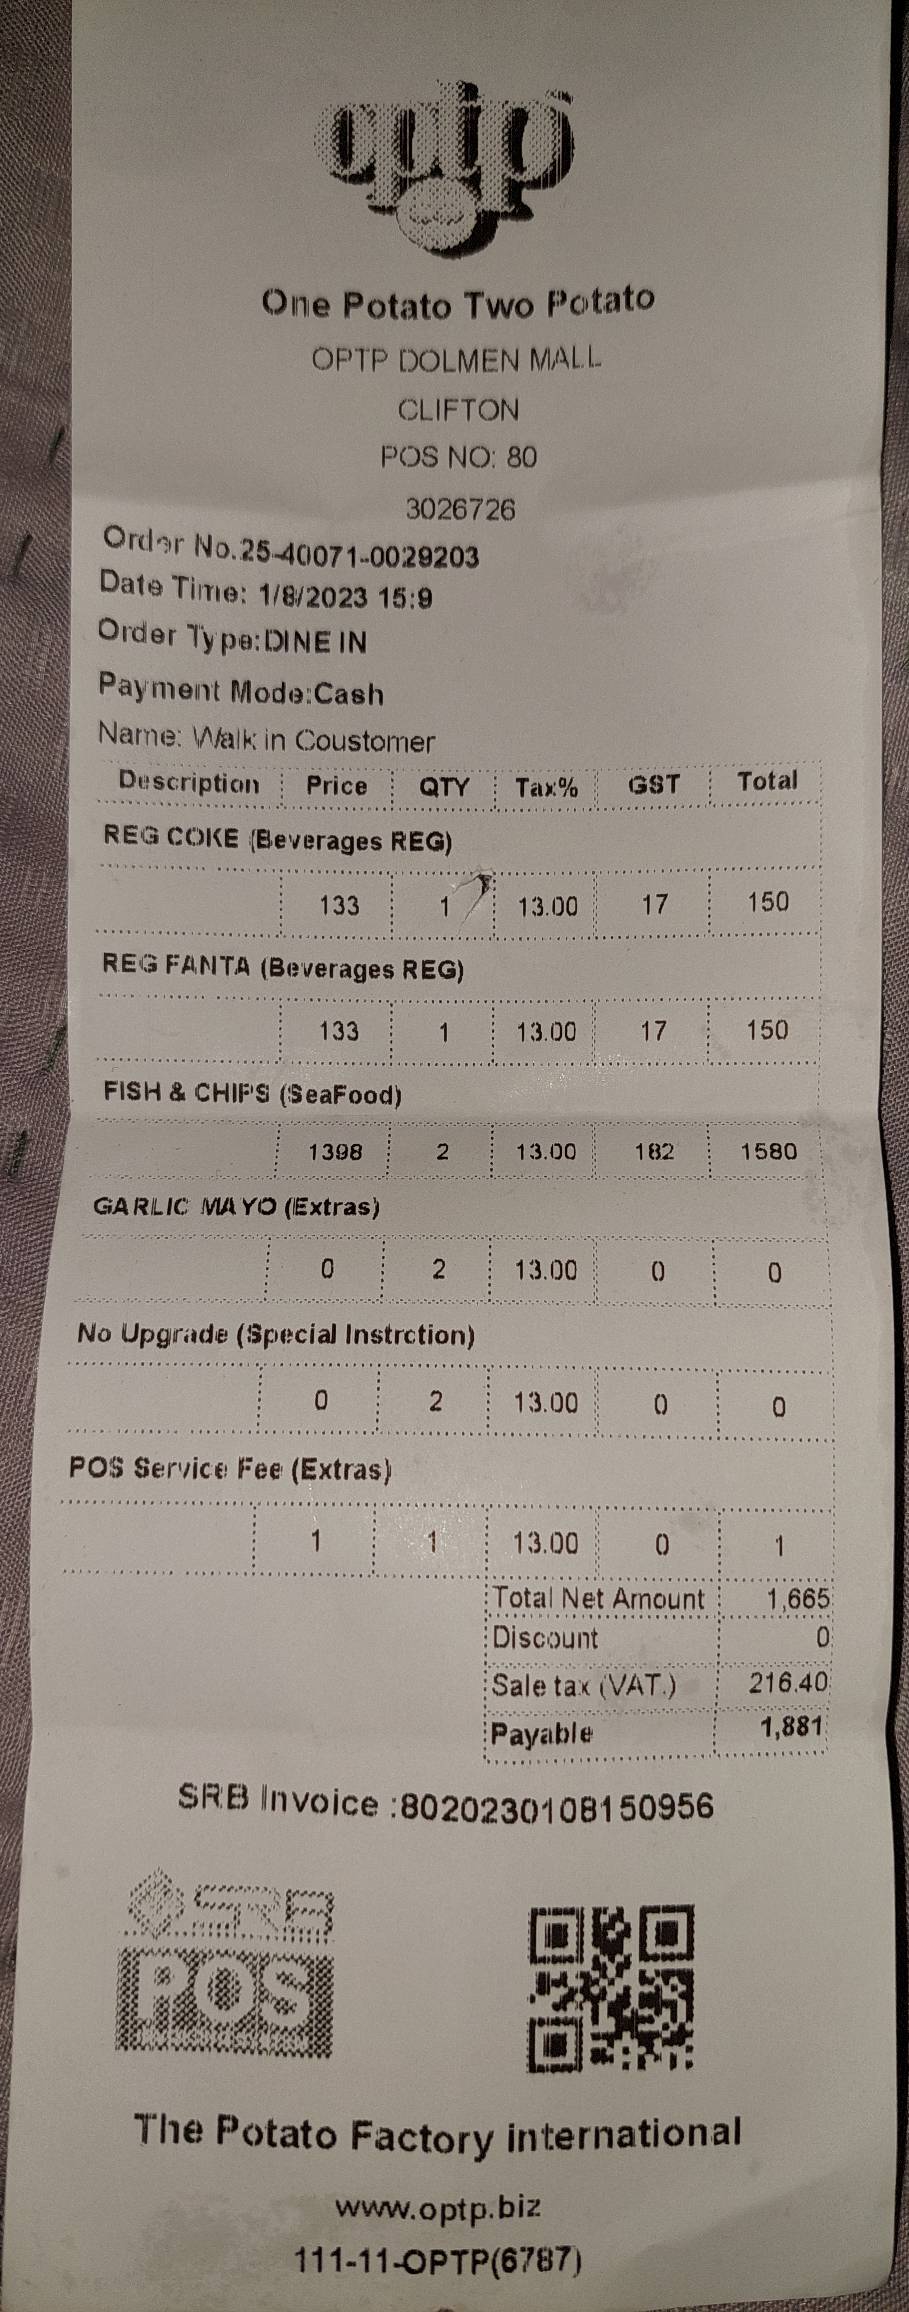 optp
One Potato Two Potato
OPTP DOLMEN MALL
CLIFTON
POS NO: 80
3026726
Order No.25-40071-0029203
Date Time: 1/8/2023 15:9
Order Type:DINE IN
Payment Mode:Cash
Name: Walk in Coustomer
Description Price QTY Tax% GST Total
REG COKE (Beverages REG)
133 1 13.00 17 150
REG FANTA (Beverages REG)
133 1 13.00 17 150
FISH & CHIPS (SeaFood)
1398 2 13.00 182 1580
GARLIC MAYO (Extras)
0 2 13.00 0 0
No Upgrade (Special Instrction)
0 2 13.00 0 0
POS Service Fee (Extras)
1 1 13.00 0 1
Total Net Amount 1,665
Discount 0
Sale tax (VAT.) 216.40
Payable 1,881
SRB Invoice :80202301081 50956
SRB
POS
The Potato Factory international
www.optp.biz
111-11-OPTP(6787)